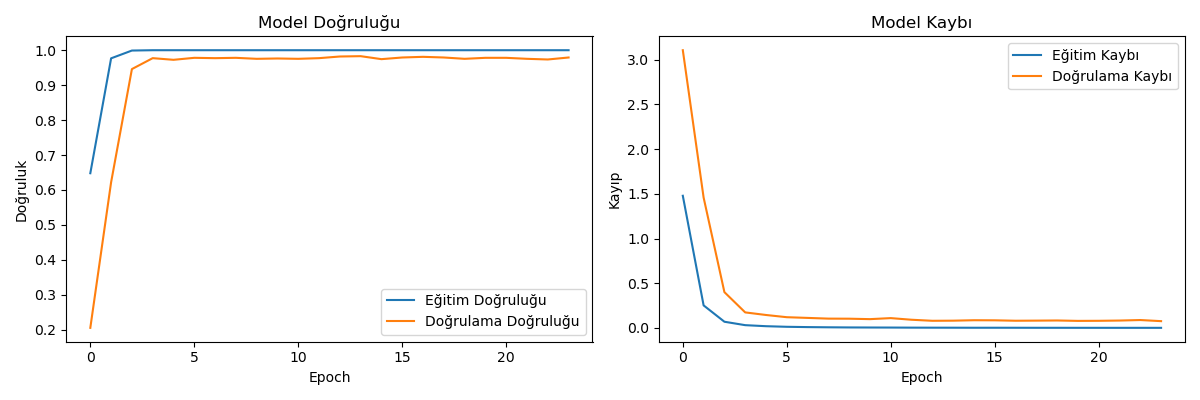 Model Doğruluğu
1.0
0.9
0.8
0.7
0.6
0.5
0.4
0.3
0.2
Doğruluk
0
5
10
15
20
Epoch
Eğitim Doğruluğu
Doğrulama Doğruluğu
Model Kaybı
3.0
2.5
2.0
1.5
1.0
0.5
0.0
Kayıp
0
5
10
15
20
Epoch
Eğitim Kaybı
Doğrulama Kaybı